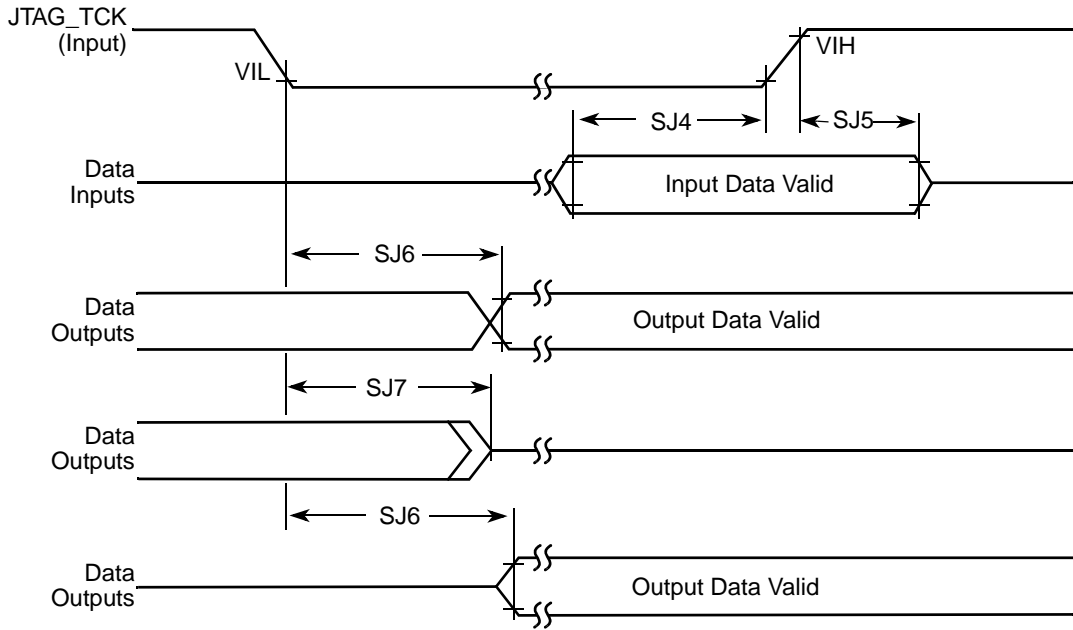 JTAG_TCK
(Input)
VIL
VIH
SJ4
SJ5
Data
Inputs
Input Data Valid
SJ6
Data
Outputs
Output Data Valid
SJ7
Data
Outputs
SJ6
Data
Outputs
Output Data Valid